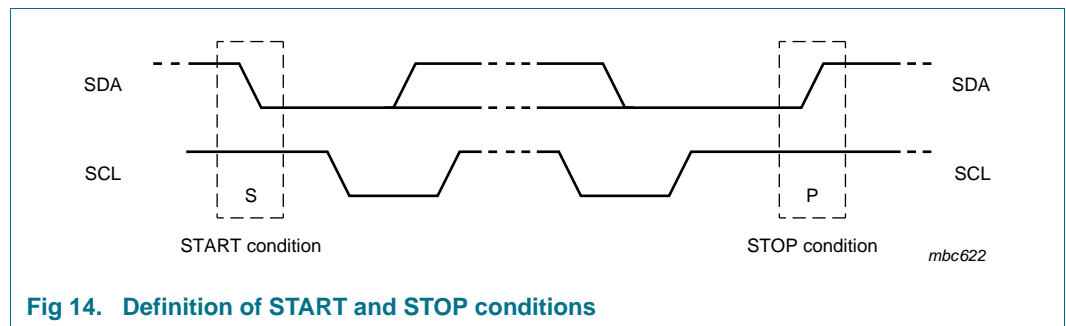 SDA SDA
SCL SCL
S P
START condition STOP condition
mbc622
Fig 14. Definition of START and STOP conditions